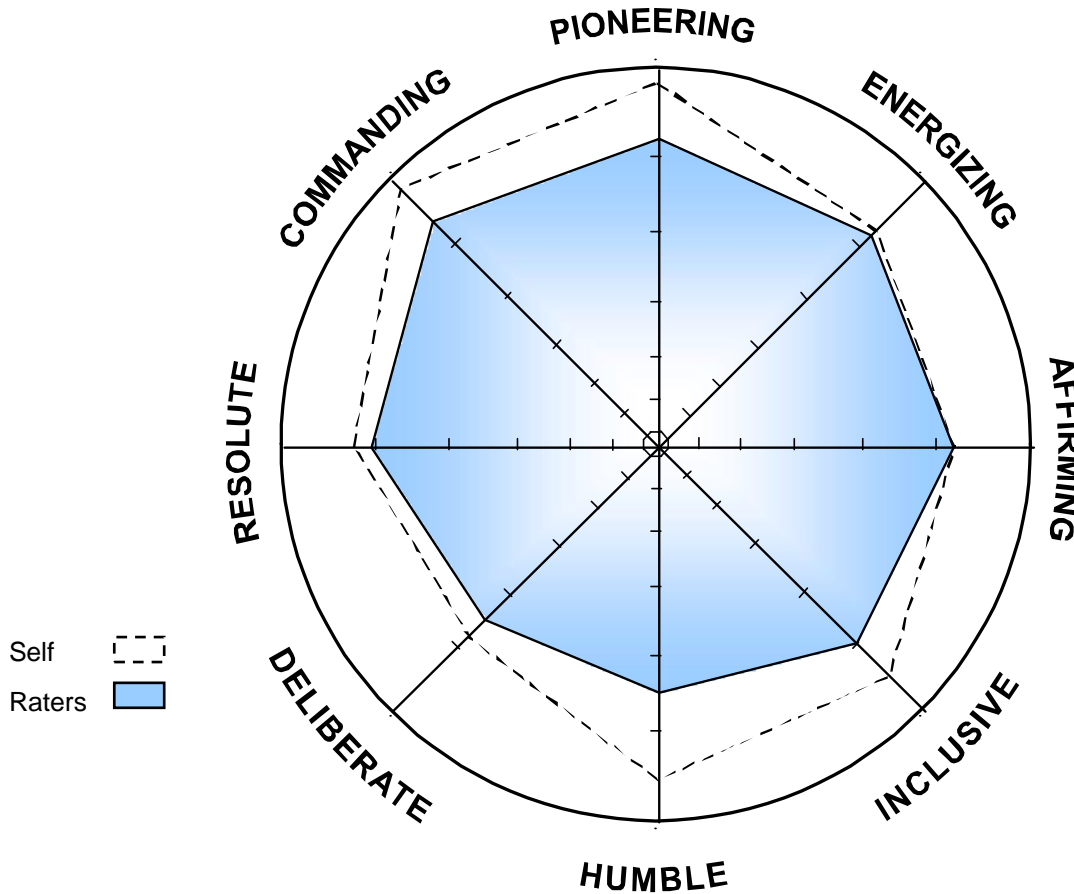 PIONEERING
ENERGIZING
COMMANDING
AFFIRMING
RESOLUTE
Self
Raters
DELIBERATE
INCLUSIVE
HUMBLE